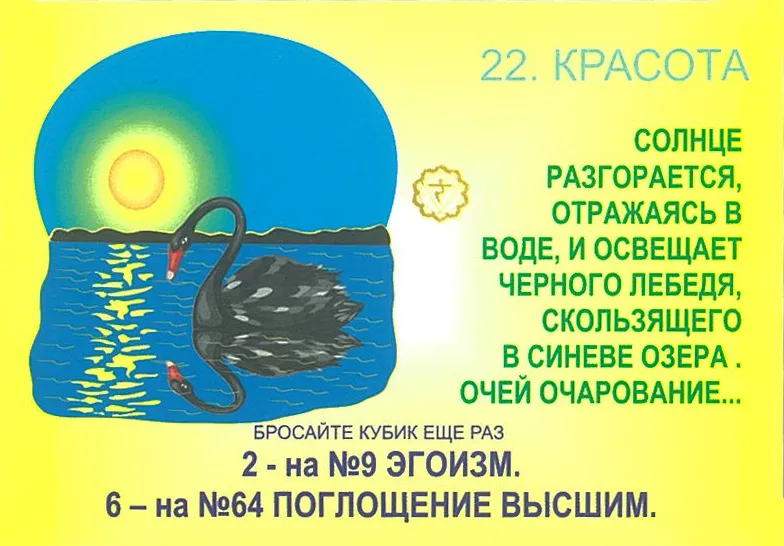 22. КРАСОТА
СОЛНЦЕ
РАЗГОРАЕТСЯ,
ОТРАЖАЯСЬ В
ВОДЕ, И ОСВЕЩАЕТ
ЧЕРНОГО ЛЕБЕДЯ,
СКОЛЬЗЯЩЕГО
В СИНЕВЕ ОЗЕРА .
ОЧЕЙ ОЧАРОВАНИЕ...
БРОСАЙТЕ КУБИК ЕЩЕ РАЗ
2 - на №9 ЭГОИЗМ.
6 – на №64 ПОГЛОЩЕНИЕ ВЫСШИМ.